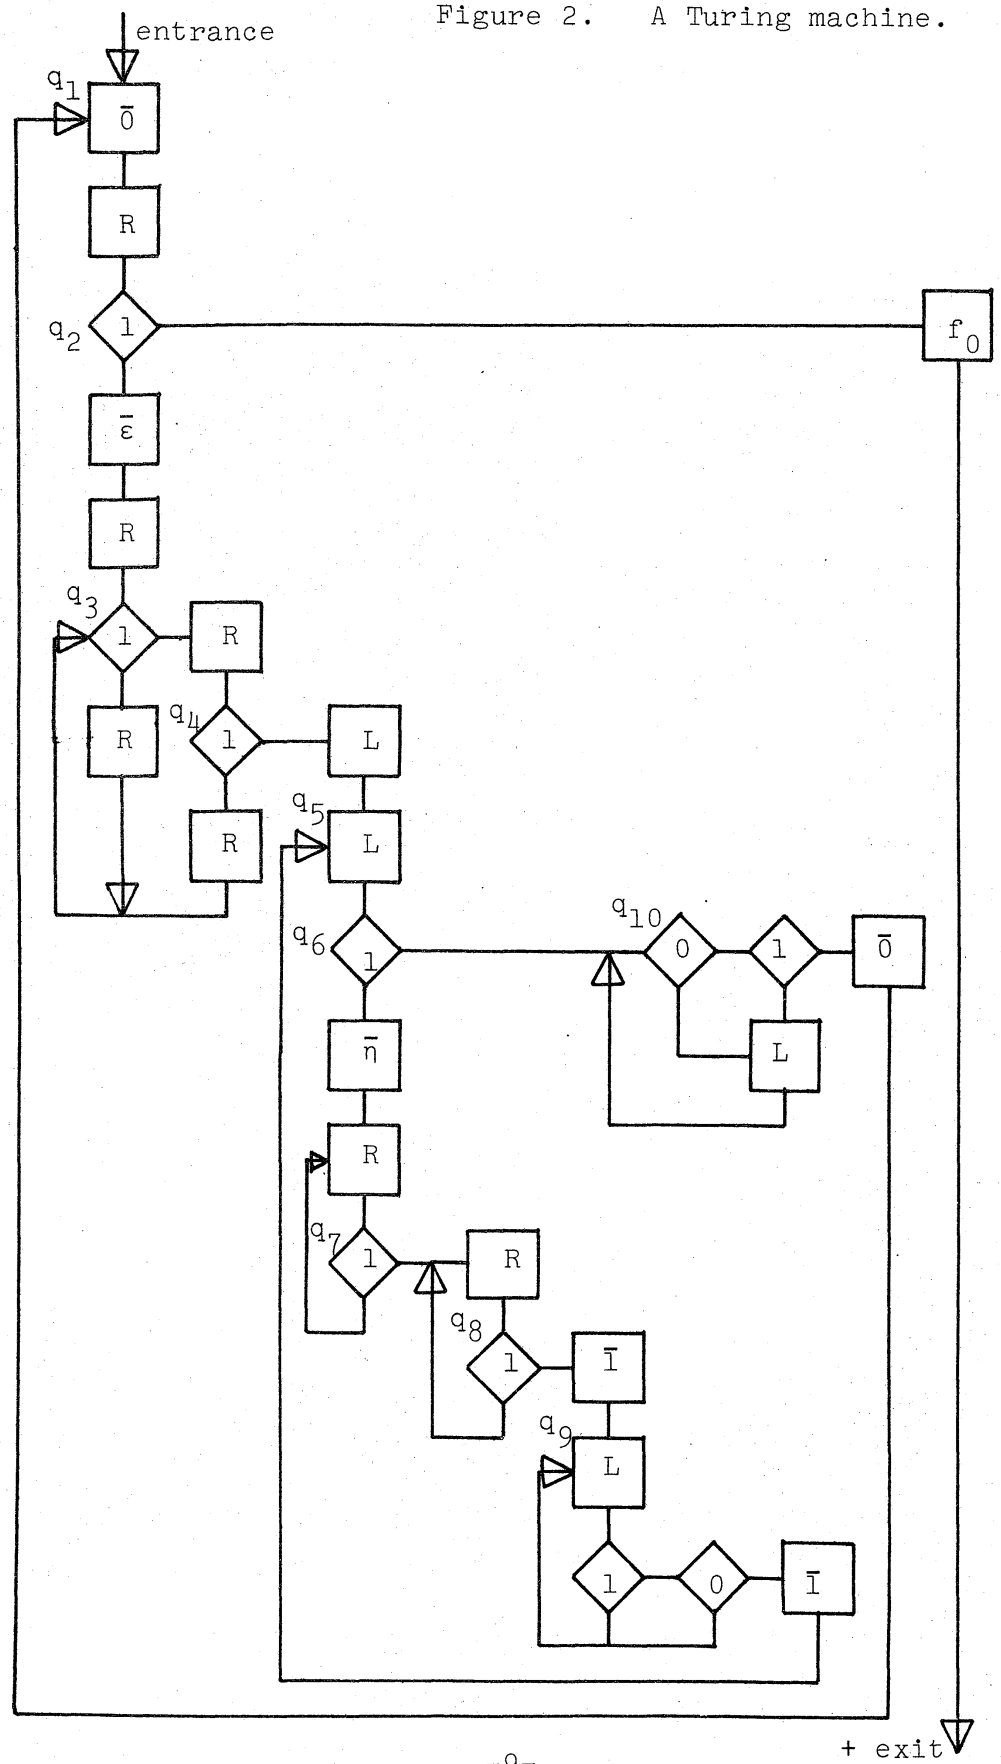 Figure 2. A Turing machine.
entrance
q1
0̅
R
q2
1
f0
ε̅
R
q3
1
R
R
q4
1
L
R
q5
L
q6
1
q10
0
1
0̅
L
η̅
R
q7
1
R
q8
1
1̅
q9
L
1
0
1̅
+ exit